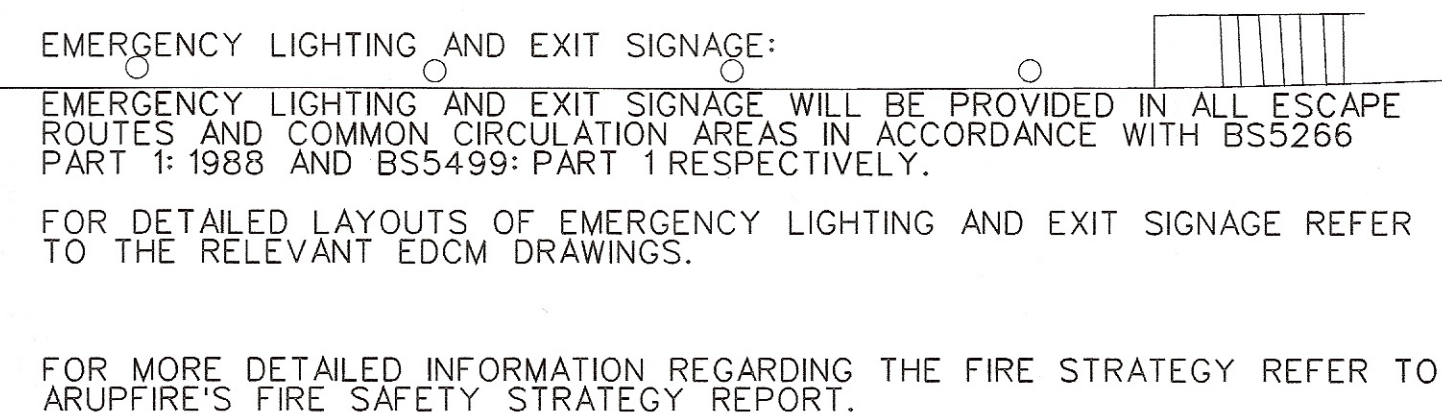 EMERGENCY LIGHTING AND EXIT SIGNAGE:
EMERGENCY LIGHTING AND EXIT SIGNAGE WILL BE PROVIDED IN ALL ESCAPE
ROUTES AND COMMON CIRCULATION AREAS IN ACCORDANCE WITH BS5266
PART 1: 1988 AND BS5499: PART 1 RESPECTIVELY.
FOR DETAILED LAYOUTS OF EMERGENCY LIGHTING AND EXIT SIGNAGE REFER
TO THE RELEVANT EDCM DRAWINGS.
FOR MORE DETAILED INFORMATION REGARDING THE FIRE STRATEGY REFER TO
ARUPFIRE'S FIRE SAFETY STRATEGY REPORT.